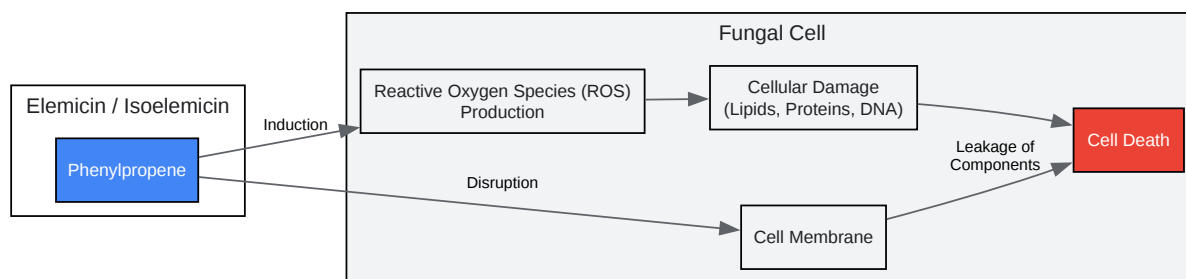 Fungal Cell
Elemicin / Isoelemicin
Phenylpropene
Induction
Disruption
Reactive Oxygen Species (ROS)
Production
Cellular Damage
(Lipids, Proteins, DNA)
Cell Membrane
Leakage of
Components
Cell Death